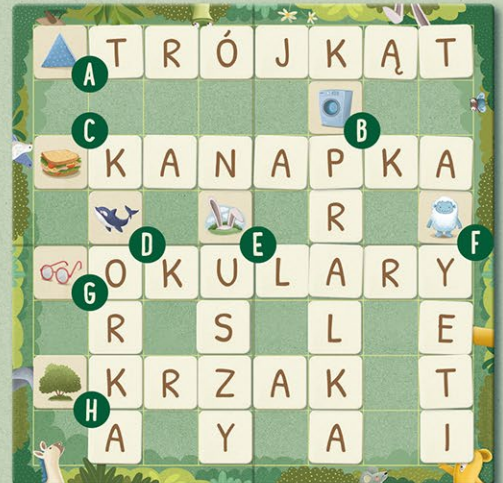 TRÓJKĄT
A
C B
KANAPKA
R
D E F
OKULARY
G
R S L E
KRZAK T
H
A Y A I